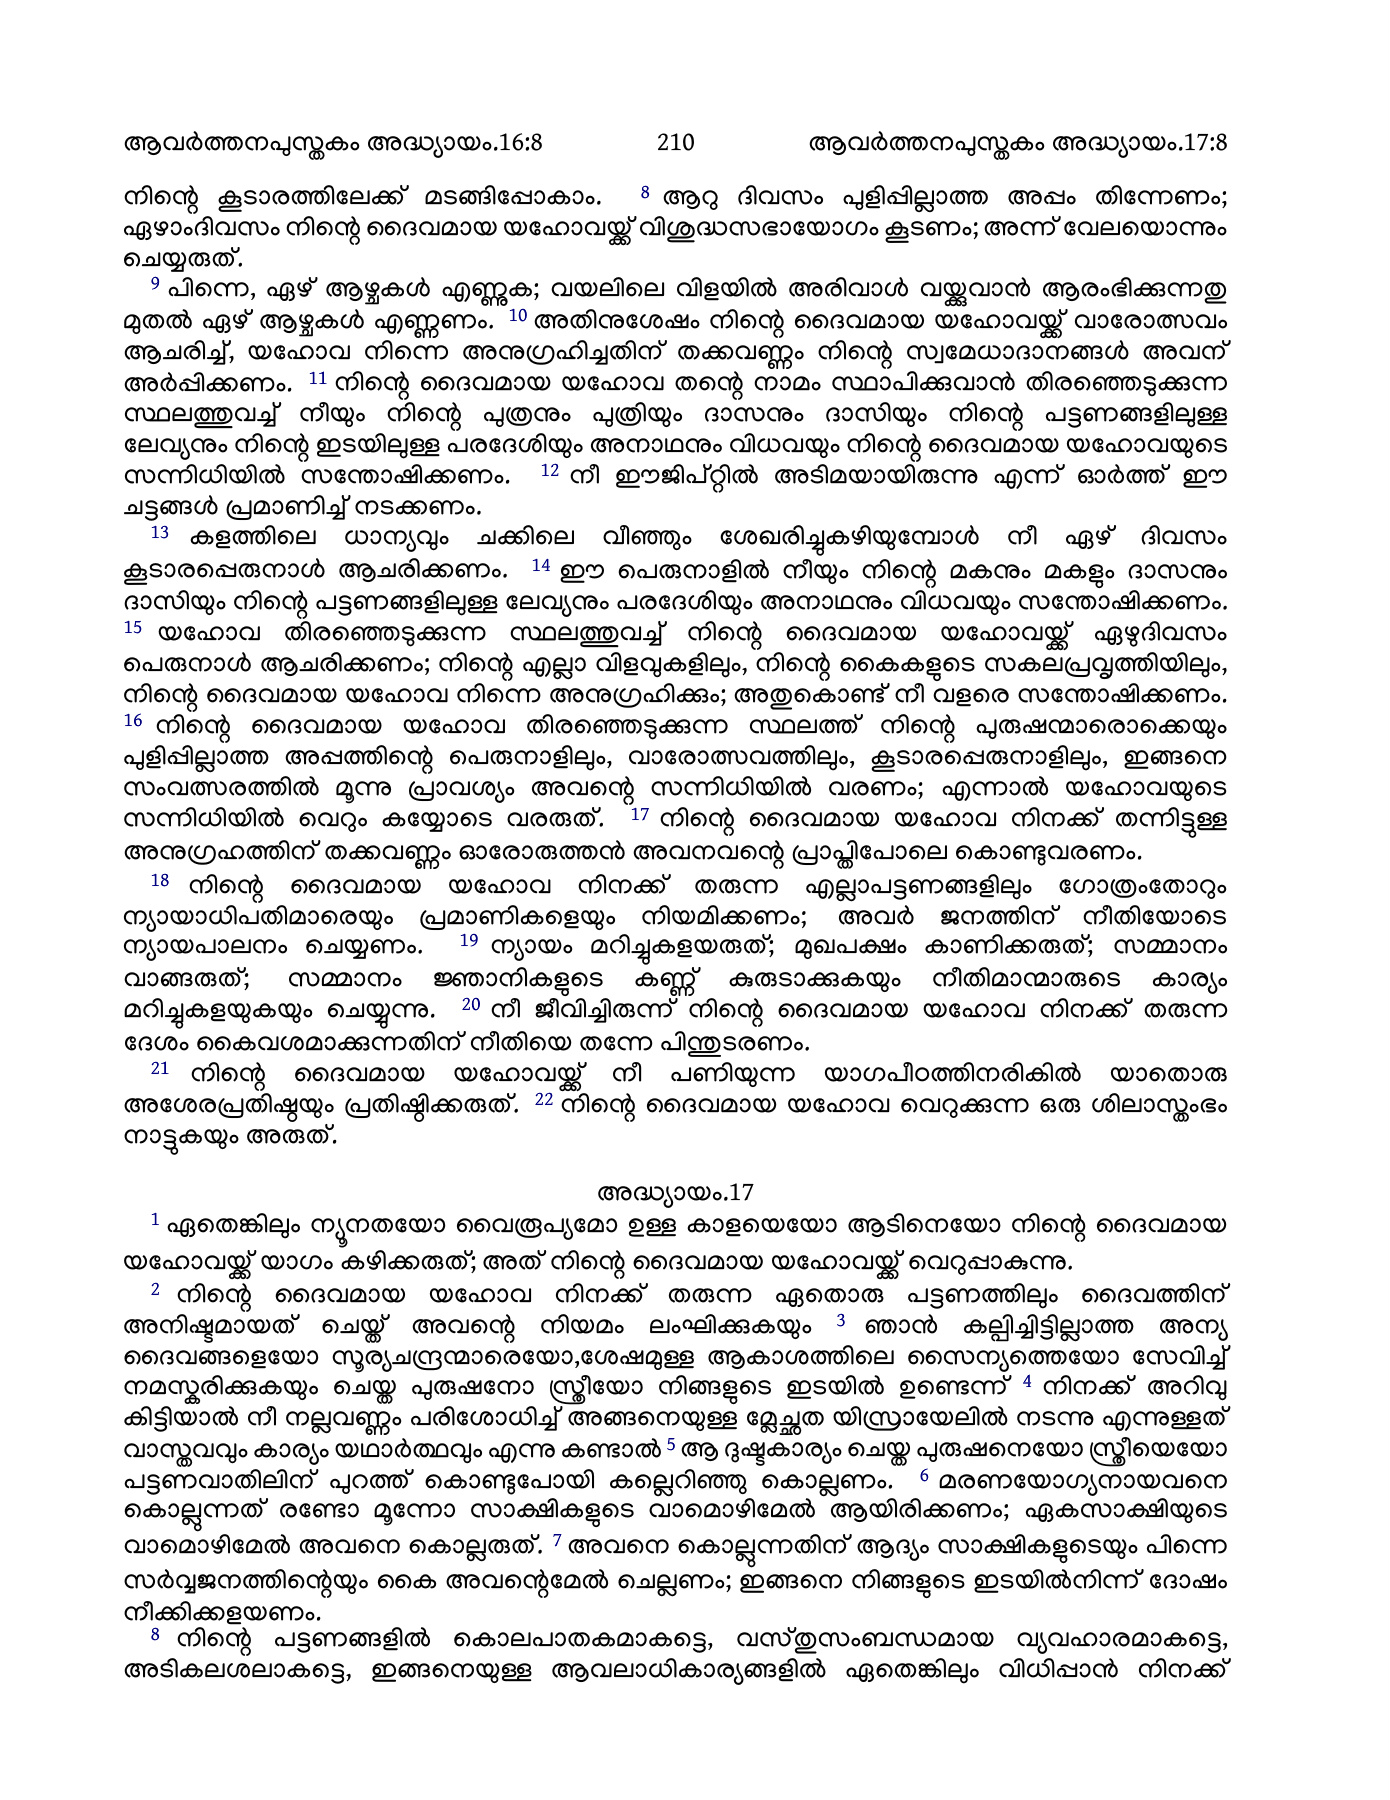 ആവർത്തനപുസ്തകം അദ്ധ്യായം.16:8 210 ആവർത്തനപുസ്തകം അദ്ധ്യായം.17:8
നിന്റെ കൂടാരത്തിലേക്ക് മടങ്ങിപ്പോകാം. 8 ആറു ദിവസം പുളിപ്പില്ലാത്ത അപ്പം തിന്നേണം;
ഏഴാംദിവസം നിന്റെ ദൈവമായ യഹോവയ്ക്ക് വിശുദ്ധസഭായോഗം കൂടണം; അന്ന് വേലയൊന്നും
ചെയ്യരുത്.
9 പിന്നെ, ഏഴ് ആഴ്ചകൾ എണ്ണുക; വയലിലെ വിളയിൽ അരിവാൾ വയ്ക്കുവാൻ ആരംഭിക്കുന്നതു
മുതൽ ഏഴ് ആഴ്ചകൾ എണ്ണണം. 10 അതിനുശേഷം നിന്റെ ദൈവമായ യഹോവയ്ക്ക് വാരോത്സവം
ആചരിച്ച്, യഹോവ നിന്നെ അനുഗ്രഹിച്ചതിന് തക്കവണ്ണം നിന്റെ സ്വമേധാദാനങ്ങൾ അവന്
അർപ്പിക്കണം. 11 നിന്റെ ദൈവമായ യഹോവ തന്റെ നാമം സ്ഥാപിക്കുവാൻ തിരഞ്ഞെടുക്കുന്ന
സ്ഥലത്തുവച്ച് നീയും നിന്റെ പുത്രനും പുത്രിയും ദാസനും ദാസിയും നിന്റെ പട്ടണങ്ങളിലുള്ള
ലേവ്യനും നിന്റെ ഇടയിലുള്ള പരദേശിയും അനാഥനും വിധവയും നിന്റെ ദൈവമായ യഹോവയുടെ
സന്നിധിയിൽ സന്തോഷിക്കണം. 12 നീ ഈജിപ്റ്റിൽ അടിമയായിരുന്നു എന്ന് ഓർത്ത് ഈ
ചട്ടങ്ങൾ പ്രമാണിച്ച് നടക്കണം.
13 കളത്തിലെ ധാന്യവും ചക്കിലെ വീഞ്ഞും ശേഖരിച്ചുകഴിയുമ്പോൾ നീ ഏഴ് ദിവസം
കൂടാരപ്പെരുനാൾ ആചരിക്കണം. 14 ഈ പെരുനാളിൽ നീയും നിന്റെ മകനും മകളും ദാസനും
ദാസിയും നിന്റെ പട്ടണങ്ങളിലുള്ള ലേവ്യനും പരദേശിയും അനാഥനും വിധവയും സന്തോഷിക്കണം.
15 യഹോവ തിരഞ്ഞെടുക്കുന്ന സ്ഥലത്തുവച്ച് നിന്റെ ദൈവമായ യഹോവയ്ക്ക് ഏഴുദിവസം
പെരുനാൾ ആചരിക്കണം; നിന്റെ എല്ലാ വിളവുകളിലും, നിന്റെ കൈകളുടെ സകലപ്രവൃത്തിയിലും,
നിന്റെ ദൈവമായ യഹോവ നിന്നെ അനുഗ്രഹിക്കും; അതുകൊണ്ട് നീ വളരെ സന്തോഷിക്കണം.
16 നിന്റെ ദൈവമായ യഹോവ തിരഞ്ഞെടുക്കുന്ന സ്ഥലത്ത് നിന്റെ പുരുഷന്മാരൊക്കെയും
പുളിപ്പില്ലാത്ത അപ്പത്തിന്റെ പെരുനാളിലും, വാരോത്സവത്തിലും, കൂടാരപ്പെരുനാളിലും, ഇങ്ങനെ
സംവത്സരത്തിൽ മൂന്നു പ്രാവശ്യം അവന്റെ സന്നിധിയിൽ വരണം; എന്നാൽ യഹോവയുടെ
സന്നിധിയിൽ വെറും കയ്യോടെ വരരുത്. 17 നിന്റെ ദൈവമായ യഹോവ നിനക്ക് തന്നിട്ടുള്ള
അനുഗ്രഹത്തിന് തക്കവണ്ണം ഓരോരുത്തൻ അവനവന്റെ പ്രാപ്തിപോലെ കൊണ്ടുവരണം.
18 നിന്റെ ദൈവമായ യഹോവ നിനക്ക് തരുന്ന എല്ലാപട്ടണങ്ങളിലും ഗോത്രംതോറും
ന്യായാധിപതിമാരെയും പ്രമാണികളെയും നിയമിക്കണം; അവർ ജനത്തിന് നീതിയോടെ
ന്യായപാലനം ചെയ്യണം. 19 ന്യായം മറിച്ചുകളയരുത്; മുഖപക്ഷം കാണിക്കരുത്; സമ്മാനം
വാങ്ങരുത്; സമ്മാനം ജ്ഞാനികളുടെ കണ്ണ് കുരുടാക്കുകയും നീതിമാന്മാരുടെ കാര്യം
മറിച്ചുകളയുകയും ചെയ്യുന്നു. 20 നീ ജീവിച്ചിരുന്ന് നിന്റെ ദൈവമായ യഹോവ നിനക്ക് തരുന്ന
ദേശം കൈവശമാക്കുന്നതിന് നീതിയെ തന്നേ പിന്തുടരണം.
21 നിന്റെ ദൈവമായ യഹോവയ്ക്ക് നീ പണിയുന്ന യാഗപീഠത്തിനരികിൽ യാതൊരു
അശേരപ്രതിഷ്ഠയും പ്രതിഷ്ഠിക്കരുത്. 22 നിന്റെ ദൈവമായ യഹോവ വെറുക്കുന്ന ഒരു ശിലാസ്തംഭം
നാട്ടുകയും അരുത്.
അദ്ധ്യായം.17
1 ഏതെങ്കിലും ന്യൂനതയോ വൈരൂപ്യമോ ഉള്ള കാളയെയോ ആടിനെയോ നിന്റെ ദൈവമായ
യഹോവയ്ക്ക് യാഗം കഴിക്കരുത്; അത് നിന്റെ ദൈവമായ യഹോവയ്ക്ക് വെറുപ്പാകുന്നു.
2 നിന്റെ ദൈവമായ യഹോവ നിനക്ക് തരുന്ന ഏതൊരു പട്ടണത്തിലും ദൈവത്തിന്
അനിഷ്ടമായത് ചെയ്ത് അവന്റെ നിയമം ലംഘിക്കുകയും 3 ഞാൻ കല്പിച്ചിട്ടില്ലാത്ത അന്യ
ദൈവങ്ങളെയോ സൂര്യചന്ദ്രന്മാരെയോ,ശേഷമുള്ള ആകാശത്തിലെ സൈന്യത്തെയോ സേവിച്ച്
നമസ്കരിക്കുകയും ചെയ്ത പുരുഷനോ സ്ത്രീയോ നിങ്ങളുടെ ഇടയിൽ ഉണ്ടെന്ന് 4 നിനക്ക് അറിവു
കിട്ടിയാൽ നീ നല്ലവണ്ണം പരിശോധിച്ച് അങ്ങനെയുള്ള മ്ലേച്ഛത യിസ്രായേലിൽ നടന്നു എന്നുള്ളത്
വാസ്തവവും കാര്യം യഥാർത്ഥവും എന്നു കണ്ടാൽ 5 ആ ദുഷ്ടകാര്യം ചെയ്ത പുരുഷനെയോ സ്ത്രീയെയോ
പട്ടണവാതിലിന് പുറത്ത് കൊണ്ടുപോയി കല്ലെറിഞ്ഞു കൊല്ലണം. 6 മരണയോഗ്യനായവനെ
കൊല്ലുന്നത് രണ്ടോ മൂന്നോ സാക്ഷികളുടെ വാമൊഴിമേൽ ആയിരിക്കണം; ഏകസാക്ഷിയുടെ
വാമൊഴിമേൽ അവനെ കൊല്ലരുത്. 7 അവനെ കൊല്ലുന്നതിന് ആദ്യം സാക്ഷികളുടെയും പിന്നെ
സർവ്വജനത്തിന്റെയും കൈ അവന്റെമേൽ ചെല്ലണം; ഇങ്ങനെ നിങ്ങളുടെ ഇടയിൽനിന്ന് ദോഷം
നീക്കിക്കളയണം.
8 നിന്റെ പട്ടണങ്ങളിൽ കൊലപാതകമാകട്ടെ, വസ്തുസംബന്ധമായ വ്യവഹാരമാകട്ടെ,
അടികലശലാകട്ടെ, ഇങ്ങനെയുള്ള ആവലാധികാര്യങ്ങളിൽ ഏതെങ്കിലും വിധിപ്പാൻ നിനക്ക്